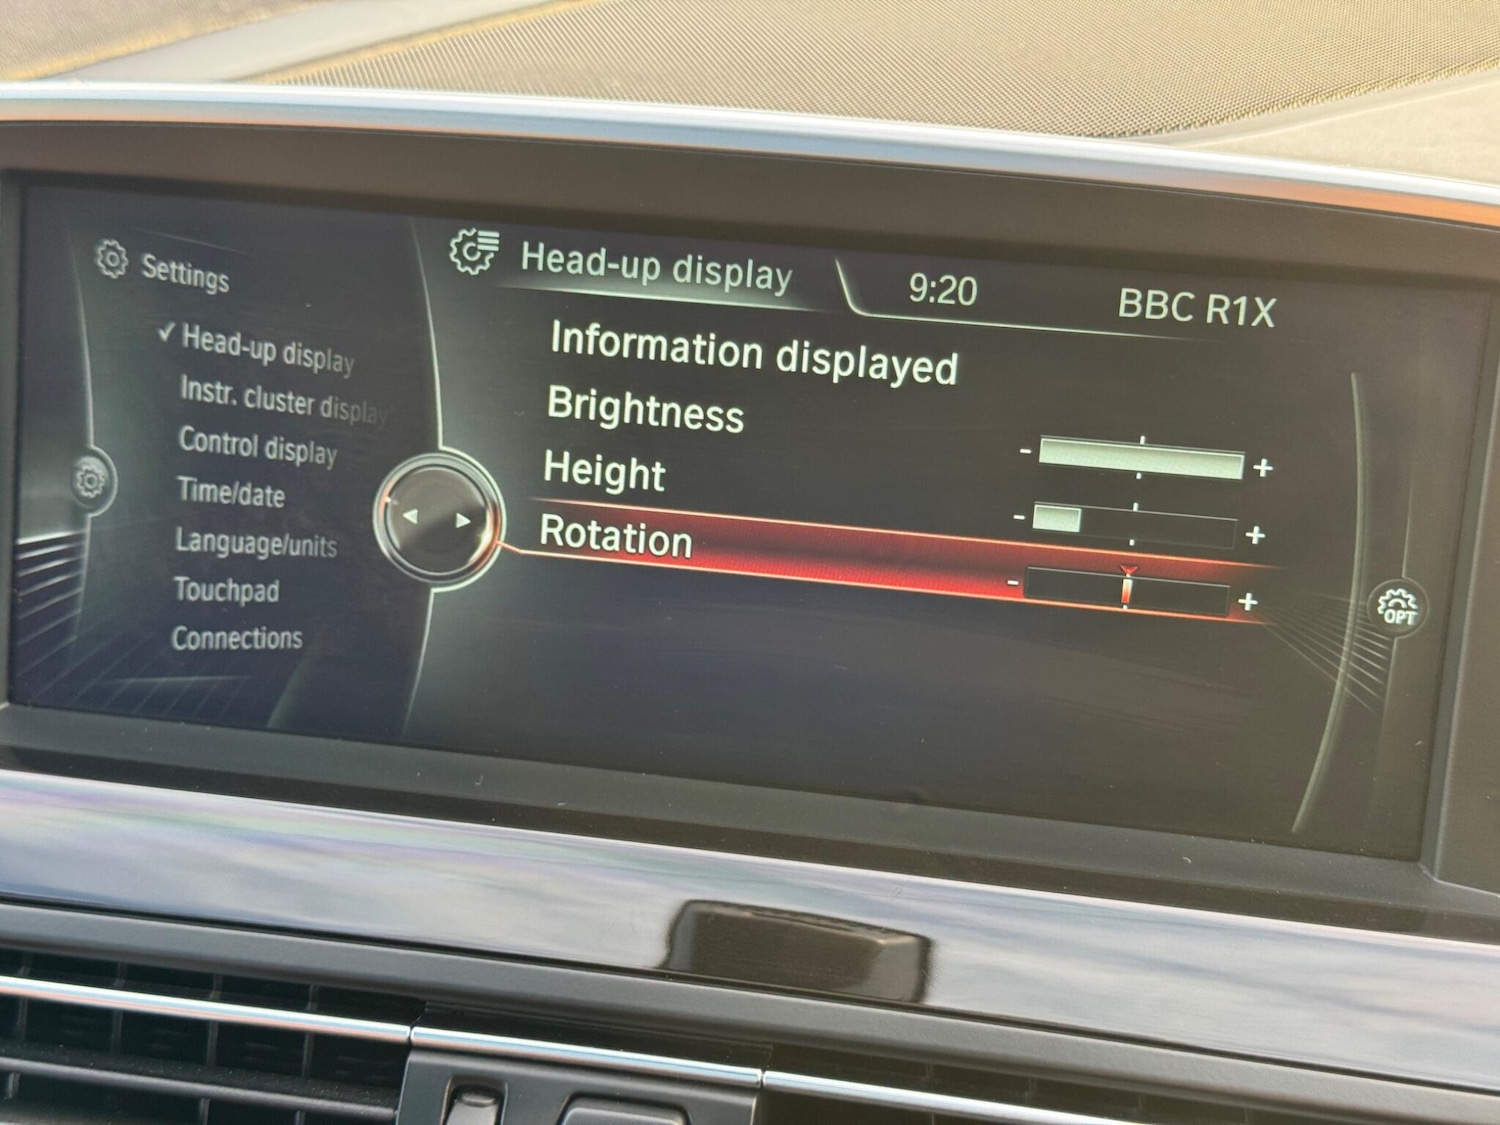 Settings
✓ Head-up display
Instr. cluster display
Control display
Time/date
Language/units
Touchpad
Connections
Head-up display
9:20
BBC R1X
Information displayed
Brightness
- +
Height
- +
Rotation
- +
OPT